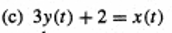 (c) 3y(t) + 2 = x(t)